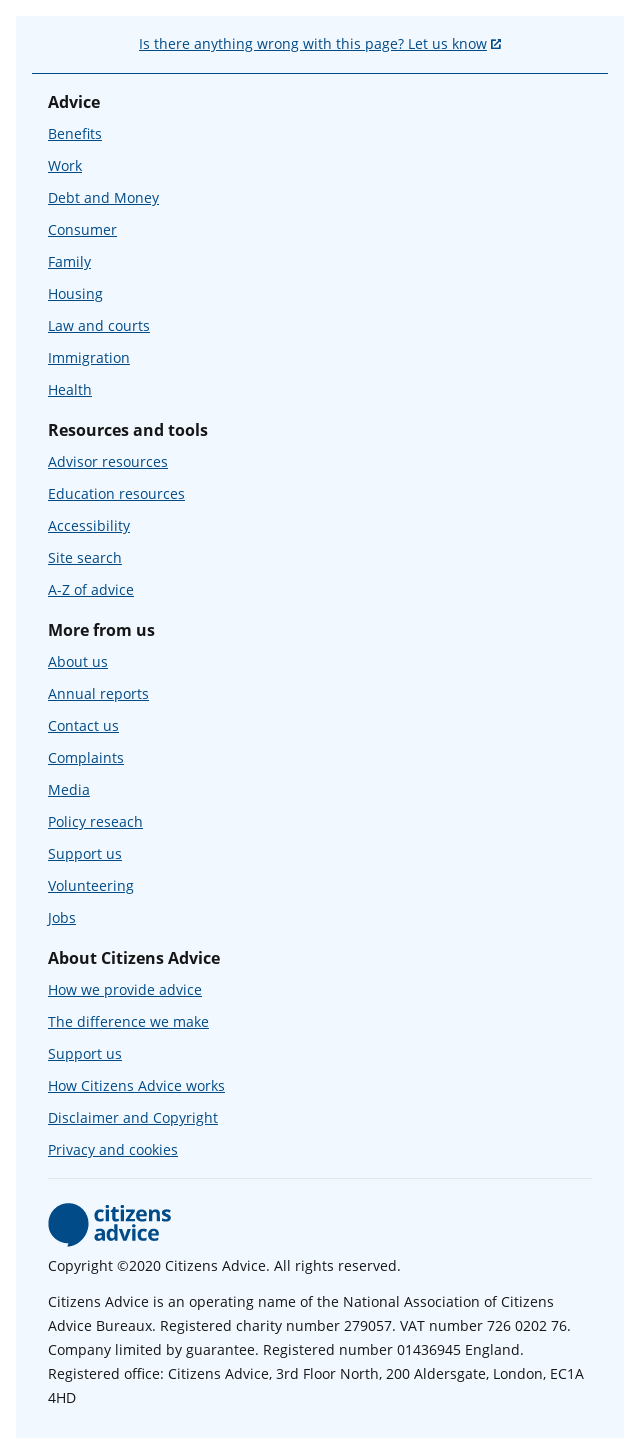 Is there anything wrong with this page? Let us know
Advice
Benefits
Work
Debt and Money
Consumer
Family
Housing
Law and courts
Immigration
Health
Resources and tools
Advisor resources
Education resources
Accessibility
Site search
A-Z of advice
More from us
About us
Annual reports
Contact us
Complaints
Media
Policy reseach
Support us
Volunteering
Jobs
About Citizens Advice
How we provide advice
The difference we make
Support us
How Citizens Advice works
Disclaimer and Copyright
Privacy and cookies
citizens
advice
Copyright ©2020 Citizens Advice. All rights reserved.
Citizens Advice is an operating name of the National Association of Citizens
Advice Bureaux. Registered charity number 279057. VAT number 726 0202 76.
Company limited by guarantee. Registered number 01436945 England.
Registered office: Citizens Advice, 3rd Floor North, 200 Aldersgate, London, EC1A
4HD